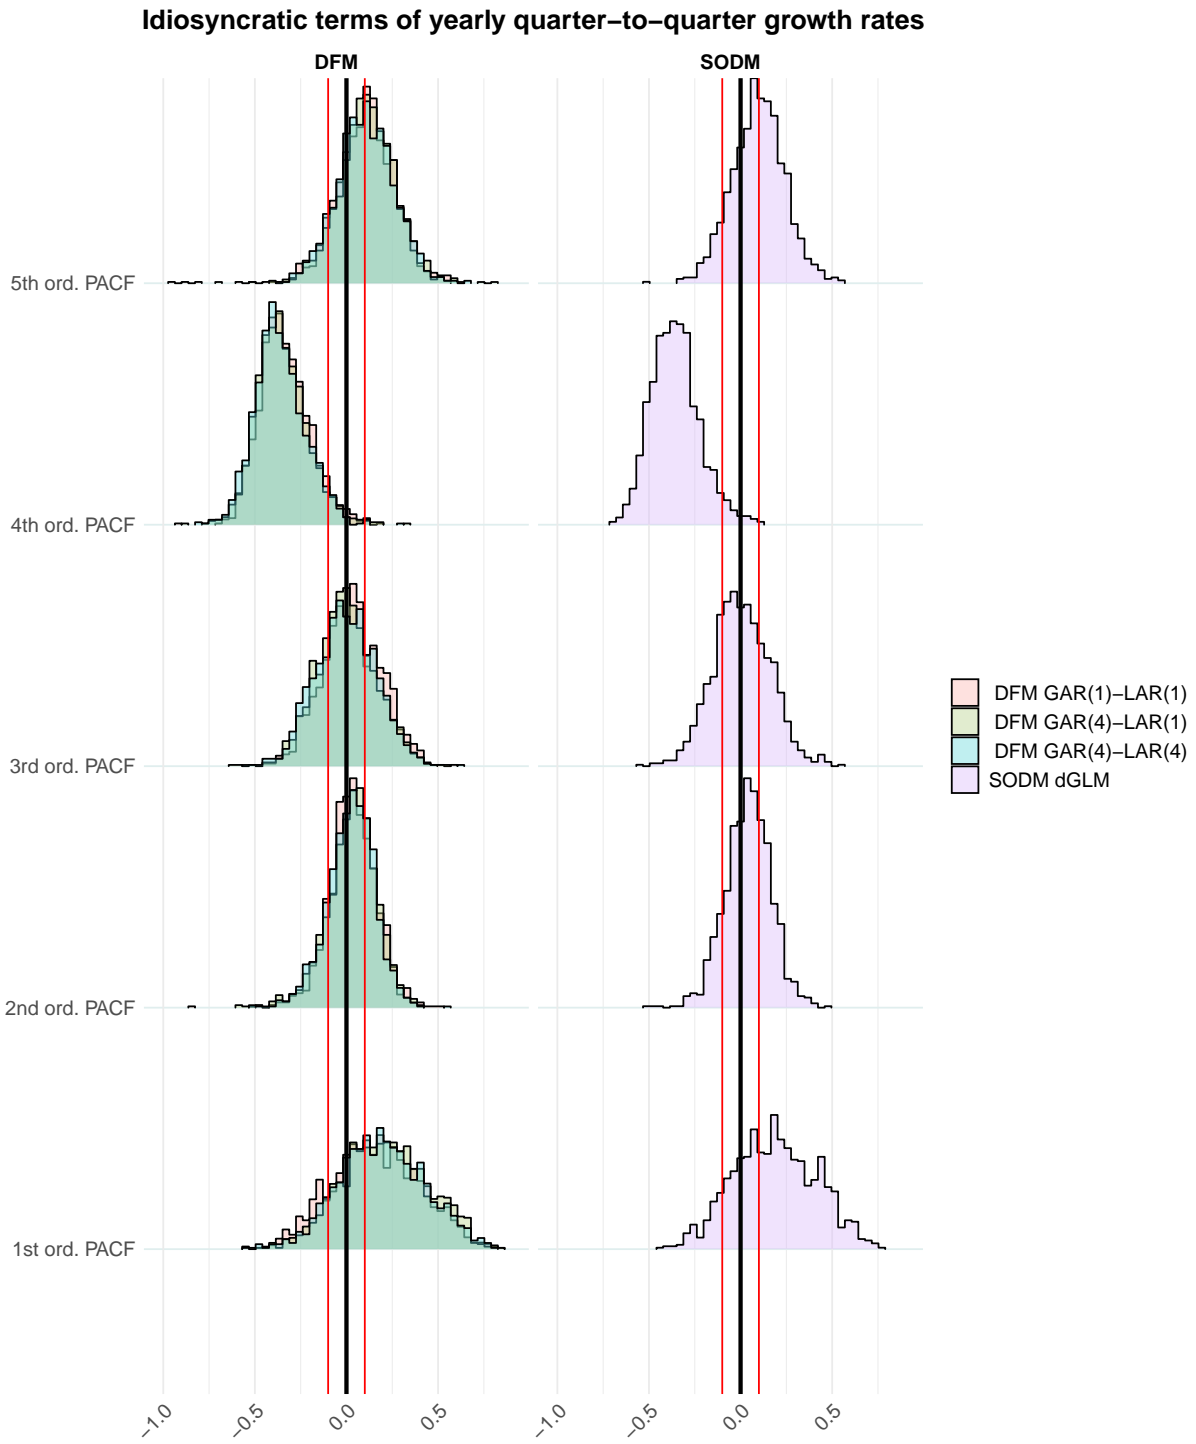 Idiosyncratic terms of yearly quarter−to−quarter growth rates
DFM
SODM
5th ord. PACF
4th ord. PACF
3rd ord. PACF
2nd ord. PACF
1st ord. PACF
DFM GAR(1)−LAR(1)
DFM GAR(4)−LAR(1)
DFM GAR(4)−LAR(4)
SODM dGLM
−1.0
−0.5
0.0
0.5
−1.0
−0.5
0.0
0.5